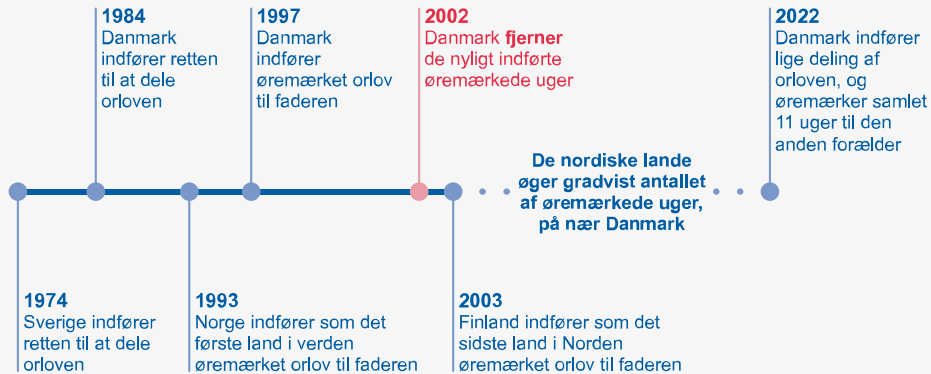 1984
Danmark
indfører retten
til at dele
orloven
1997
Danmark
indfører
øremærket orlov
til faderen
2002
Danmark fjerner
de nyligt indførte
øremærkede uger
2022
Danmark indfører
lige deling af
orloven, og
øremærker samlet
11 uger til den
anden forælder
De nordiske lande
øger gradvist antallet
af øremærkede uger,
på nær Danmark
1974
Sverige indfører
retten til at dele
orloven
1993
Norge indfører som det
første land i verden
øremærket orlov til faderen
2003
Finland indfører som det
sidste land i Norden
øremærket orlov til faderen